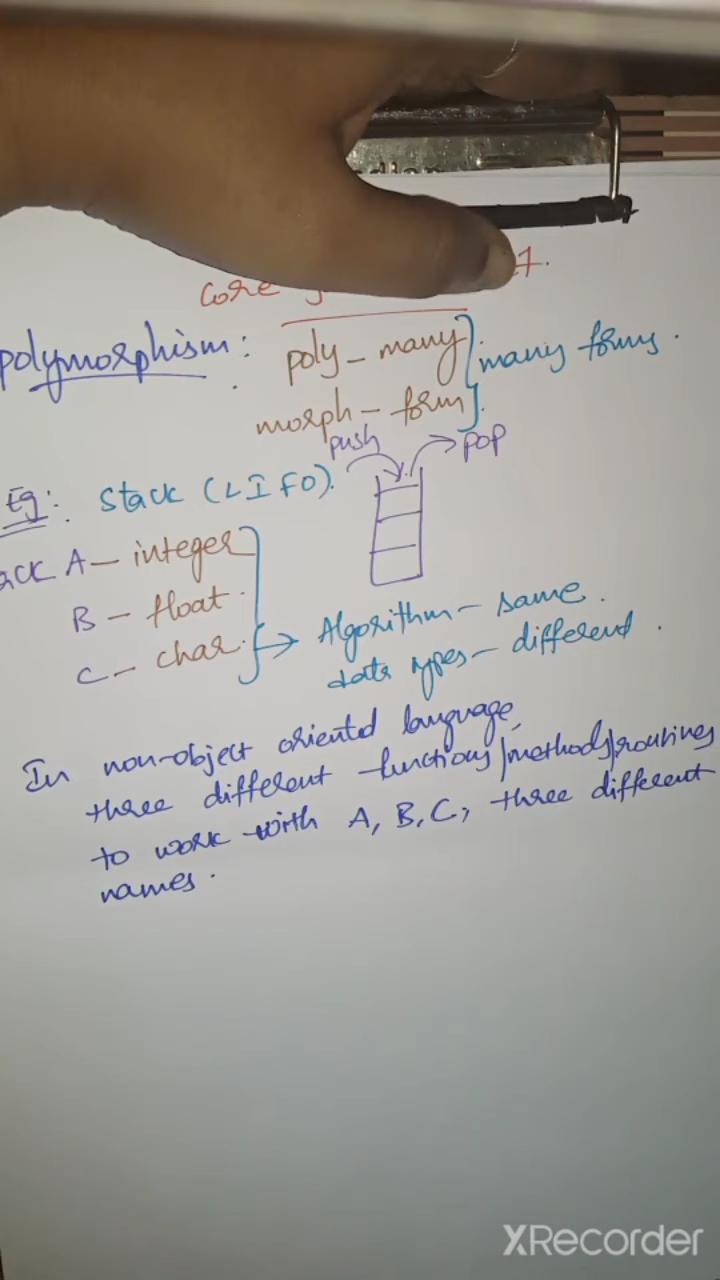 Core
7.
polymorphism: poly - many } many forms.
morph - form
push pop
Eg: Stack (LIFO).
A - integer
B - float.
C - char. → Algorithm - same.
data types - different.
In non-object oriented language,
three different functions/methods/routines
to work with A, B, C, three different
names.
XRecorder